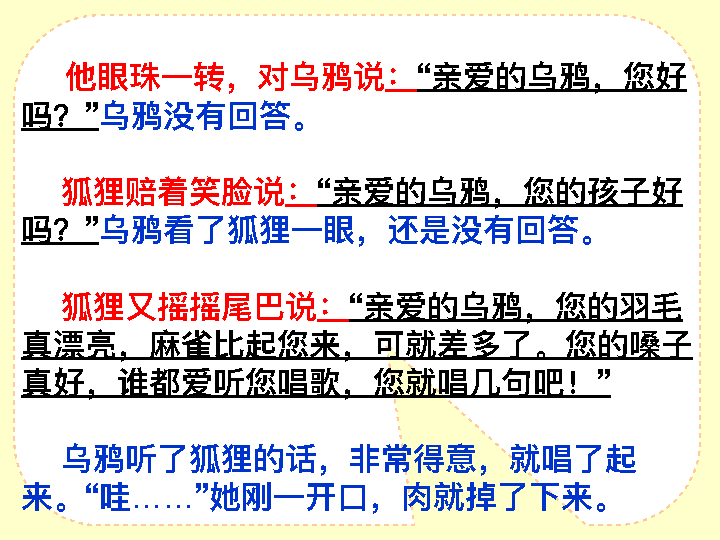 他眼珠一转，对乌鸦说：“亲爱的乌鸦，您好
吗？”乌鸦没有回答。
狐狸赔着笑脸说：“亲爱的乌鸦，您的孩子好
吗？”乌鸦看了狐狸一眼，还是没有回答。
狐狸又摇摇尾巴说：“亲爱的乌鸦，您的羽毛
真漂亮，麻雀比起您来，可就差多了。您的嗓子
真好，谁都爱听您唱歌，您就唱几句吧！”
乌鸦听了狐狸的话，非常得意，就唱了起
来。“哇……”她刚一开口，肉就掉了下来。